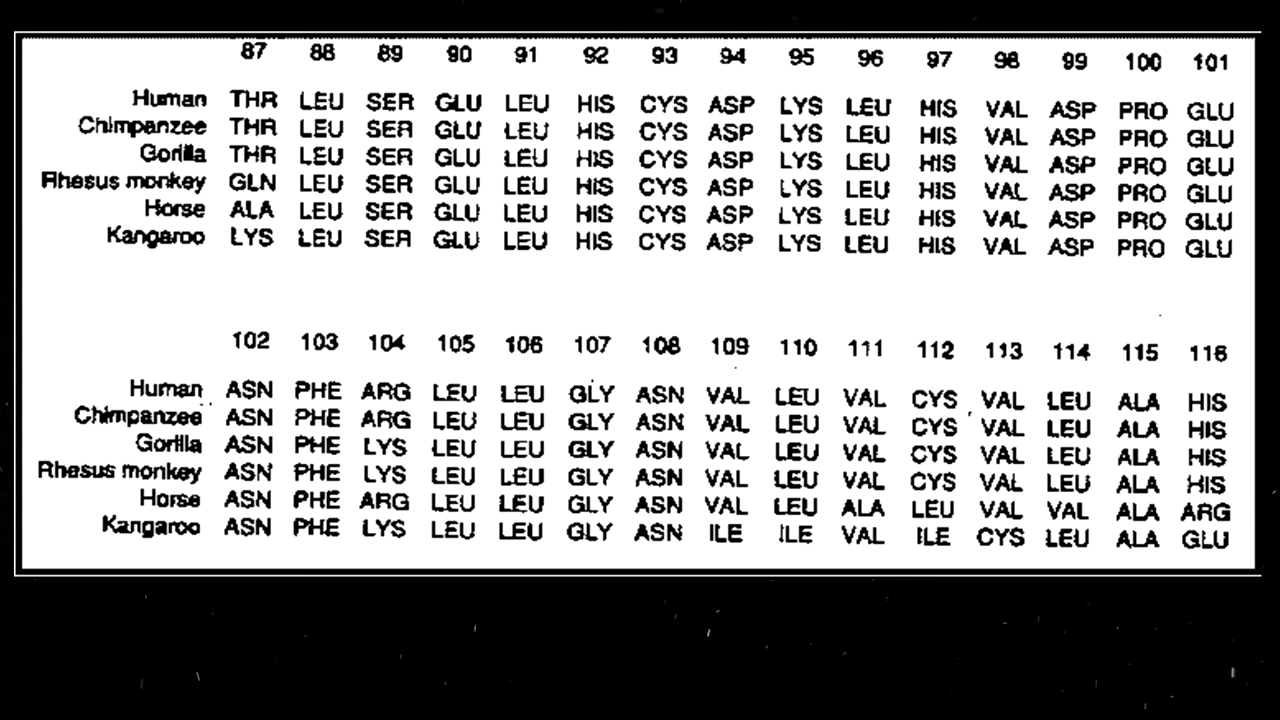 87 88 89 90 91 92 93 94 95 96 97 98 99 100 101
Human THR LEU SER GLU LEU HIS CYS ASP LYS LEU HIS VAL ASP PRO GLU
Chimpanzee THR LEU SER GLU LEU HIS CYS ASP LYS LEU HIS VAL ASP PRO GLU
Gorilla THR LEU SER GLU LEU HIS CYS ASP LYS LEU HIS VAL ASP PRO GLU
Rhesus monkey GLN LEU SER GLU LEU HIS CYS ASP LYS LEU HIS VAL ASP PRO GLU
Horse ALA LEU SER GLU LEU HIS CYS ASP LYS LEU HIS VAL ASP PRO GLU
Kangaroo LYS LEU SER GLU LEU HIS CYS ASP LYS LEU HIS VAL ASP PRO GLU
102 103 104 105 106 107 108 109 110 111 112 113 114 115 116
Human ASN PHE ARG LEU LEU GLY ASN VAL LEU VAL CYS VAL LEU ALA HIS
Chimpanzee ASN PHE ARG LEU LEU GLY ASN VAL LEU VAL CYS VAL LEU ALA HIS
Gorilla ASN PHE LYS LEU LEU GLY ASN VAL LEU VAL CYS VAL LEU ALA HIS
Rhesus monkey ASN PHE LYS LEU LEU GLY ASN VAL LEU VAL CYS VAL LEU ALA HIS
Horse ASN PHE ARG LEU LEU GLY ASN VAL LEU ALA LEU VAL VAL ALA ARG
Kangaroo ASN PHE LYS LEU LEU GLY ASN ILE ILE VAL ILE CYS LEU ALA GLU